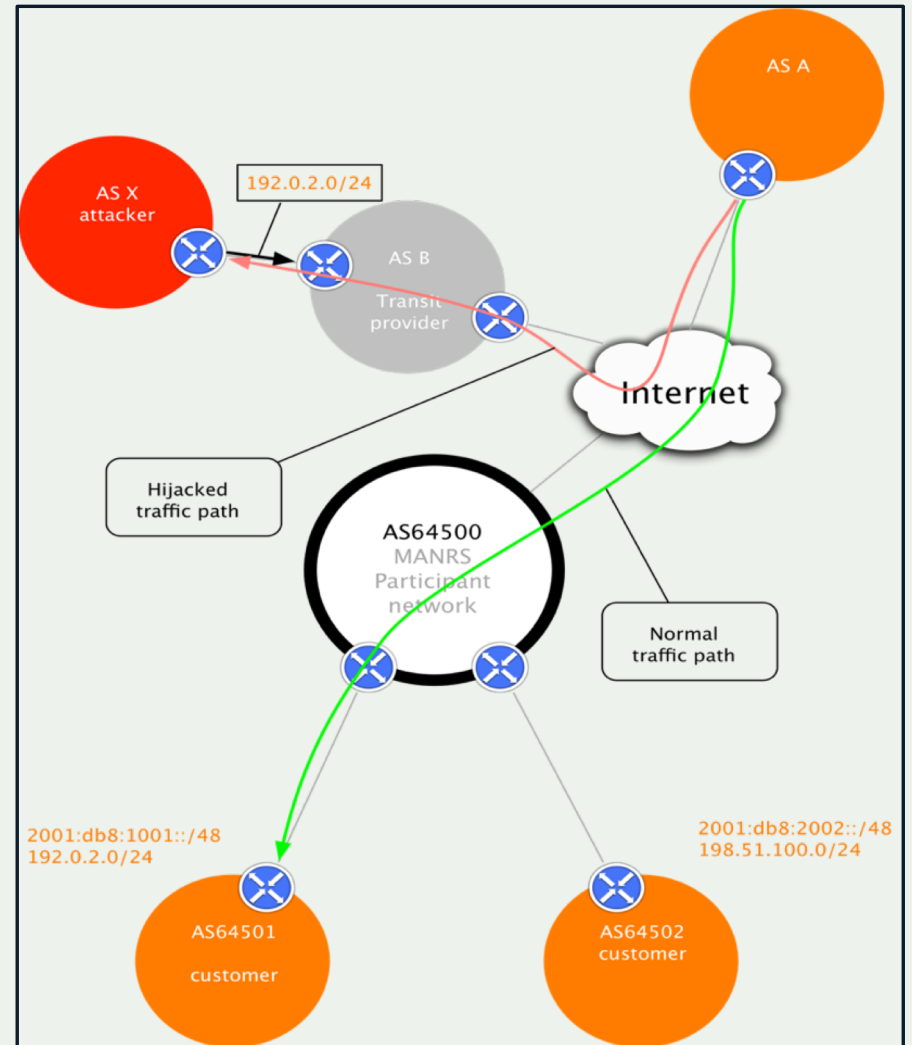 AS A
AS X
attacker
192.0.2.0/24
AS B
Transit
provider
Internet
Hijacked
traffic path
AS64500
MANRS
Participant
network
Normal
traffic path
2001:db8:1001::/48
192.0.2.0/24
2001:db8:2002::/48
198.51.100.0/24
AS64501
customer
AS64502
customer